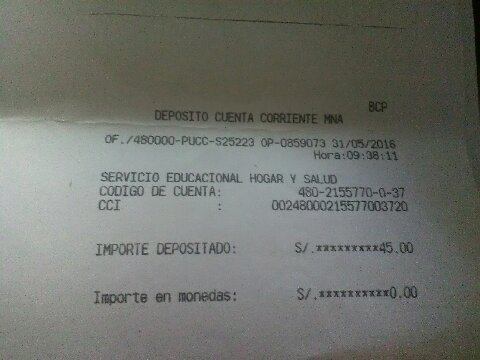 BCP
DEPOSITO CUENTA CORRIENTE MNA
OF./480000-PUCC-S25223 OP-0859073 31/05/2016
Hora:09:38:11
SERVICIO EDUCACIONAL HOGAR Y SALUD
CODIGO DE CUENTA: 480-2155770-0-37
CCI : 00248000215577003720
IMPORTE DEPOSITADO: S/.*********45.00
Importe en monedas: S/.**********0.00